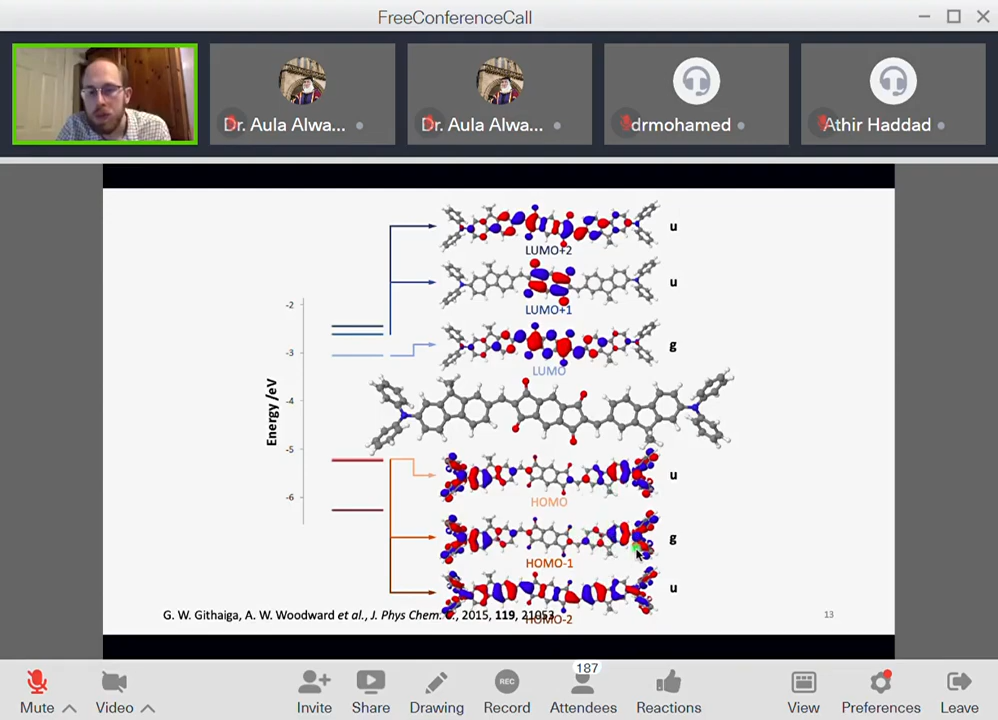 FreeConferenceCall
Dr. Aula Alwa...
Dr. Aula Alwa...
drmohamed
Athir Haddad
u
LUMO+2
u
LUMO+1
g
LUMO
Energy /eV
-2
-3
-4
-5
-6
u
HOMO
g
HOMO-1
u
HOMO-2
G. W. Githaiga, A. W. Woodward et al., J. Phys Chem. , 2015, 119,
13
187
REC
Mute
Video
Invite
Share
Drawing
Record
Attendees
Reactions
View
Preferences
Leave